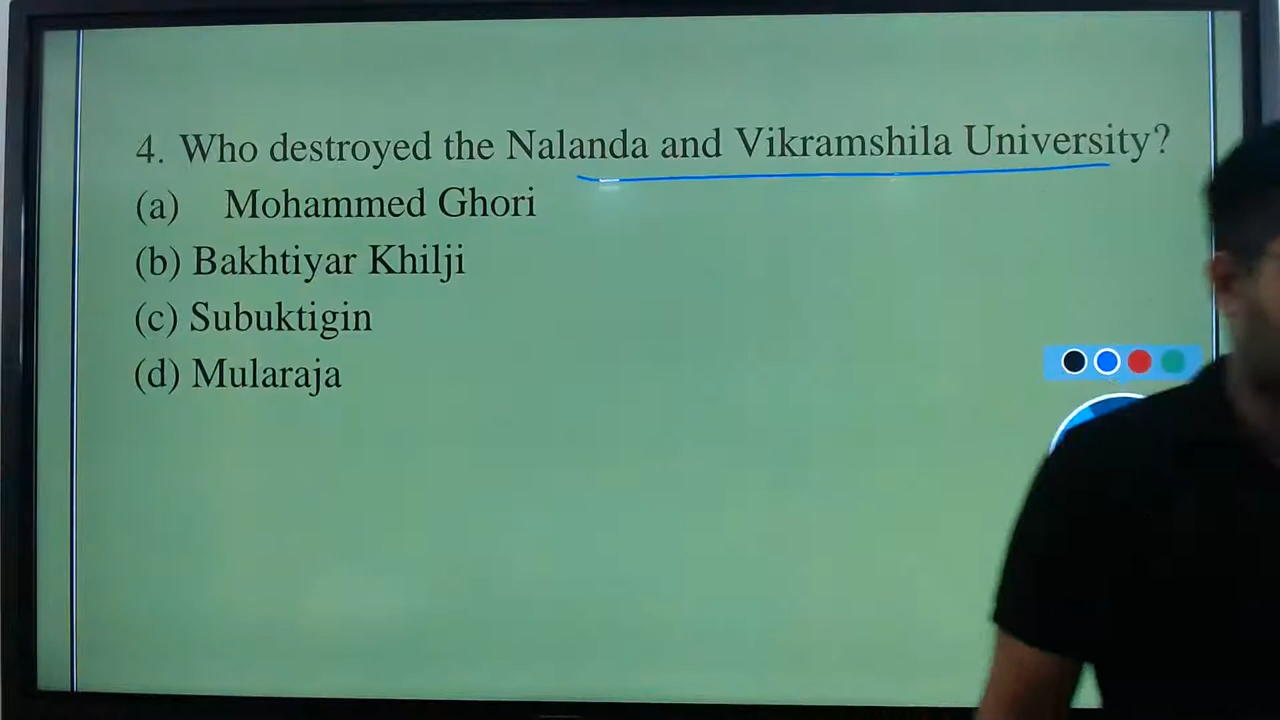 4. Who destroyed the Nalanda and Vikramshila University?
(a) Mohammed Ghori
(b) Bakhtiyar Khilji
(c) Subuktigin
(d) Mularaja